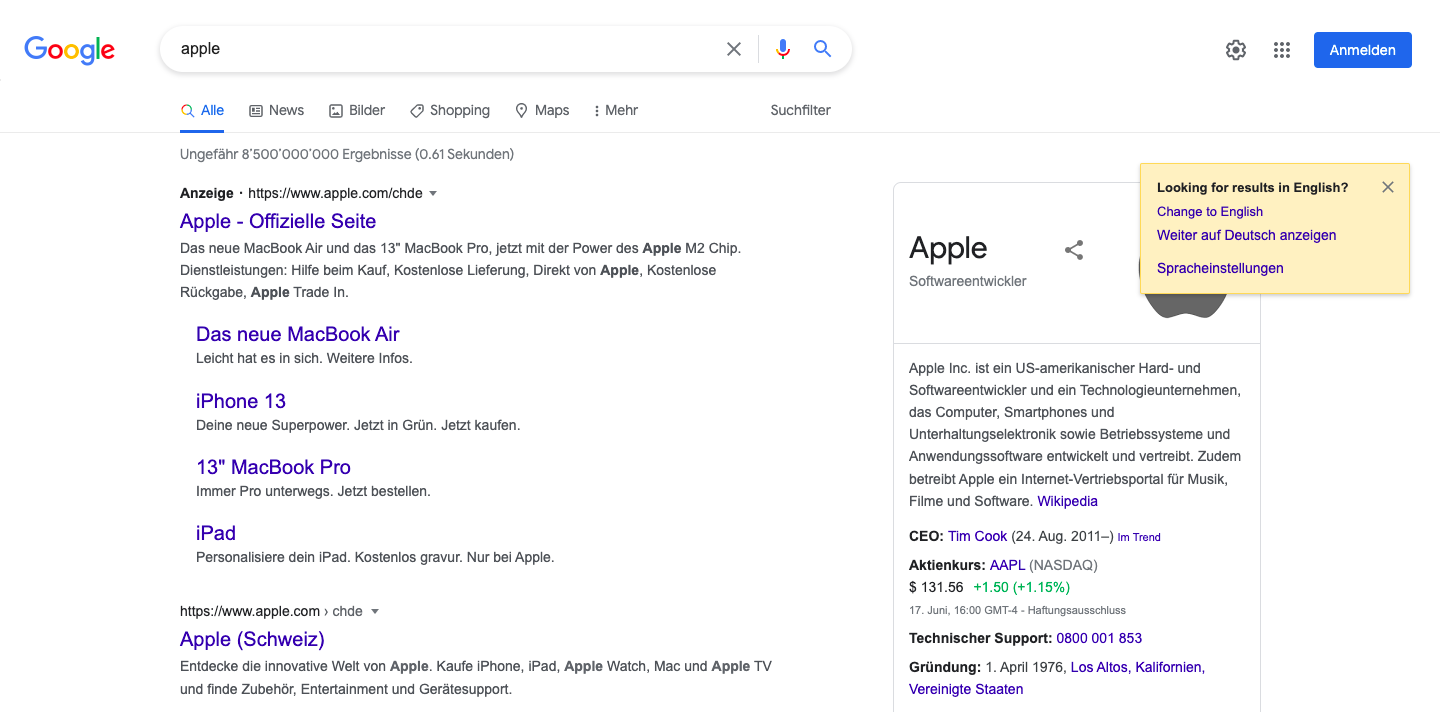 Google
apple
Anmelden
Alle
News
Bilder
Shopping
Maps
Mehr
Suchfilter
Ungefähr 8’500’000’000 Ergebnisse (0.61 Sekunden)
Anzeige · https://www.apple.com/chde
Apple - Offizielle Seite
Das neue MacBook Air und das 13" MacBook Pro, jetzt mit der Power des Apple M2 Chip.
Dienstleistungen: Hilfe beim Kauf, Kostenlose Lieferung, Direkt von Apple, Kostenlose
Rückgabe, Apple Trade In.
Das neue MacBook Air
Leicht hat es in sich. Weitere Infos.
iPhone 13
Deine neue Superpower. Jetzt in Grün. Jetzt kaufen.
13" MacBook Pro
Immer Pro unterwegs. Jetzt bestellen.
iPad
Personalisiere dein iPad. Kostenlos gravur. Nur bei Apple.
https://www.apple.com › chde
Apple (Schweiz)
Entdecke die innovative Welt von Apple. Kaufe iPhone, iPad, Apple Watch, Mac und Apple TV
und finde Zubehör, Entertainment und Gerätesupport.
Looking for results in English?
Change to English
Weiter auf Deutsch anzeigen
Spracheinstellungen
Apple
Softwareentwickler
Apple Inc. ist ein US-amerikanischer Hard- und
Softwareentwickler und ein Technologieunternehmen,
das Computer, Smartphones und
Unterhaltungselektronik sowie Betriebssysteme und
Anwendungssoftware entwickelt und vertreibt. Zudem
betreibt Apple ein Internet-Vertriebsportal für Musik,
Filme und Software. Wikipedia
CEO: Tim Cook (24. Aug. 2011–) Im Trend
Aktienkurs: AAPL (NASDAQ)
$ 131.56 +1.50 (+1.15%)
17. Juni, 16:00 GMT-4 - Haftungsausschluss
Technischer Support: 0800 001 853
Gründung: 1. April 1976, Los Altos, Kalifornien,
Vereinigte Staaten